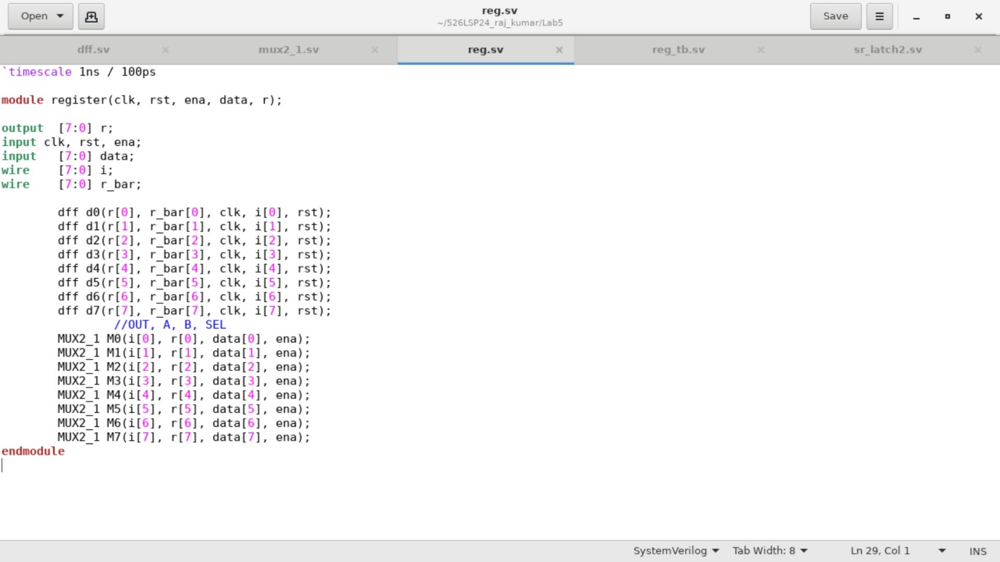 Open
reg.sv
~/526LSP24_raj_kumar/Lab5
Save
dff.sv
mux2_1.sv
reg.sv
reg_tb.sv
sr_latch2.sv
`timescale 1ns / 100ps
module register(clk, rst, ena, data, r);
output  [7:0] r;
input clk, rst, ena;
input   [7:0] data;
wire    [7:0] i;
wire    [7:0] r_bar;
dff d0(r[0], r_bar[0], clk, i[0], rst);
dff d1(r[1], r_bar[1], clk, i[1], rst);
dff d2(r[2], r_bar[2], clk, i[2], rst);
dff d3(r[3], r_bar[3], clk, i[3], rst);
dff d4(r[4], r_bar[4], clk, i[4], rst);
dff d5(r[5], r_bar[5], clk, i[5], rst);
dff d6(r[6], r_bar[6], clk, i[6], rst);
dff d7(r[7], r_bar[7], clk, i[7], rst);
//OUT, A, B, SEL
MUX2_1 M0(i[0], r[0], data[0], ena);
MUX2_1 M1(i[1], r[1], data[1], ena);
MUX2_1 M2(i[2], r[2], data[2], ena);
MUX2_1 M3(i[3], r[3], data[3], ena);
MUX2_1 M4(i[4], r[4], data[4], ena);
MUX2_1 M5(i[5], r[5], data[5], ena);
MUX2_1 M6(i[6], r[6], data[6], ena);
MUX2_1 M7(i[7], r[7], data[7], ena);
endmodule
SystemVerilog
Tab Width: 8
Ln 29, Col 1
INS